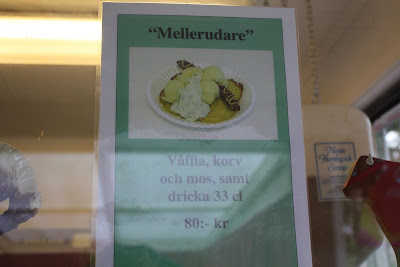 “Mellerudare”
Våffla, korv
och mos, samt
dricka 33 cl
80:- kr